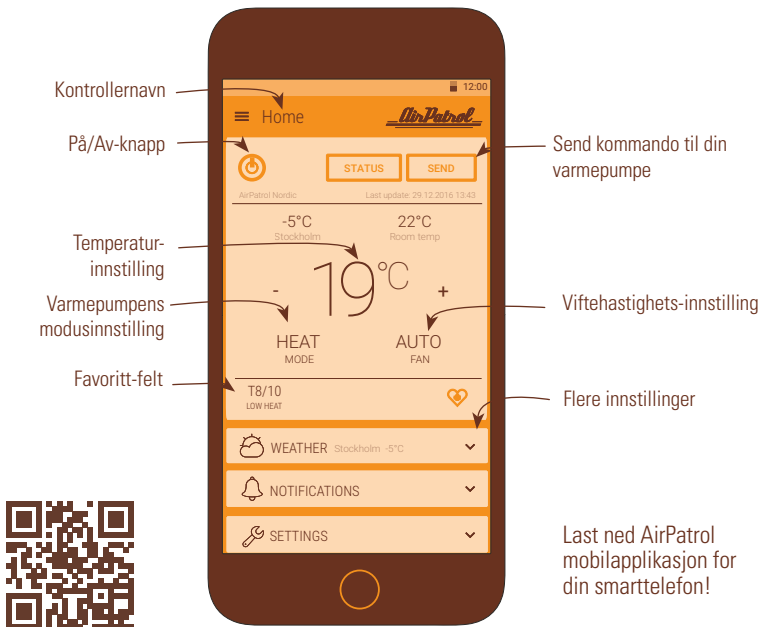 12:00
Kontrollernavn
Home
AirPatrol
På/Av-knapp
STATUS
SEND
Send kommando til din
varmepumpe
AirPatrol Nordic
Last update: 29.12.2016 13:43
-5°C
22°C
Stockholm
Room temp
Temperatur-
innstilling
- 19°C +
Varmepumpens
modusinnstilling
Viftehastighets-innstilling
HEAT
AUTO
MODE
FAN
Favoritt-felt
T8/10
LOW HEAT
Flere innstillinger
WEATHER Stockholm -5°C
NOTIFICATIONS
SETTINGS
Last ned AirPatrol
mobilapplikasjon for
din smarttelefon!